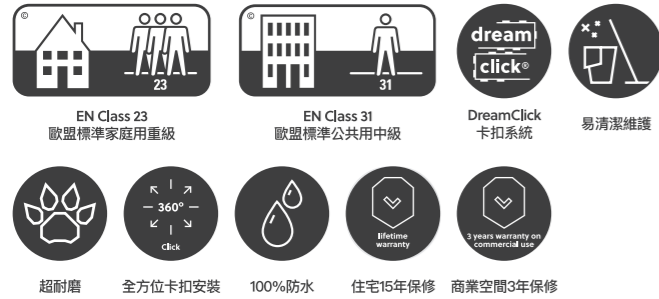 ©
23
©
31
dream
click®
EN Class 23
歐盟標準家庭用重級
EN Class 31
歐盟標準公共用中級
DreamClick
卡扣系統
易清潔維護
360°
Click
lifetime
warranty
3 years warranty on
commercial use
超耐磨
全方位卡扣安裝
100%防水
住宅15年保修
商業空間3年保修